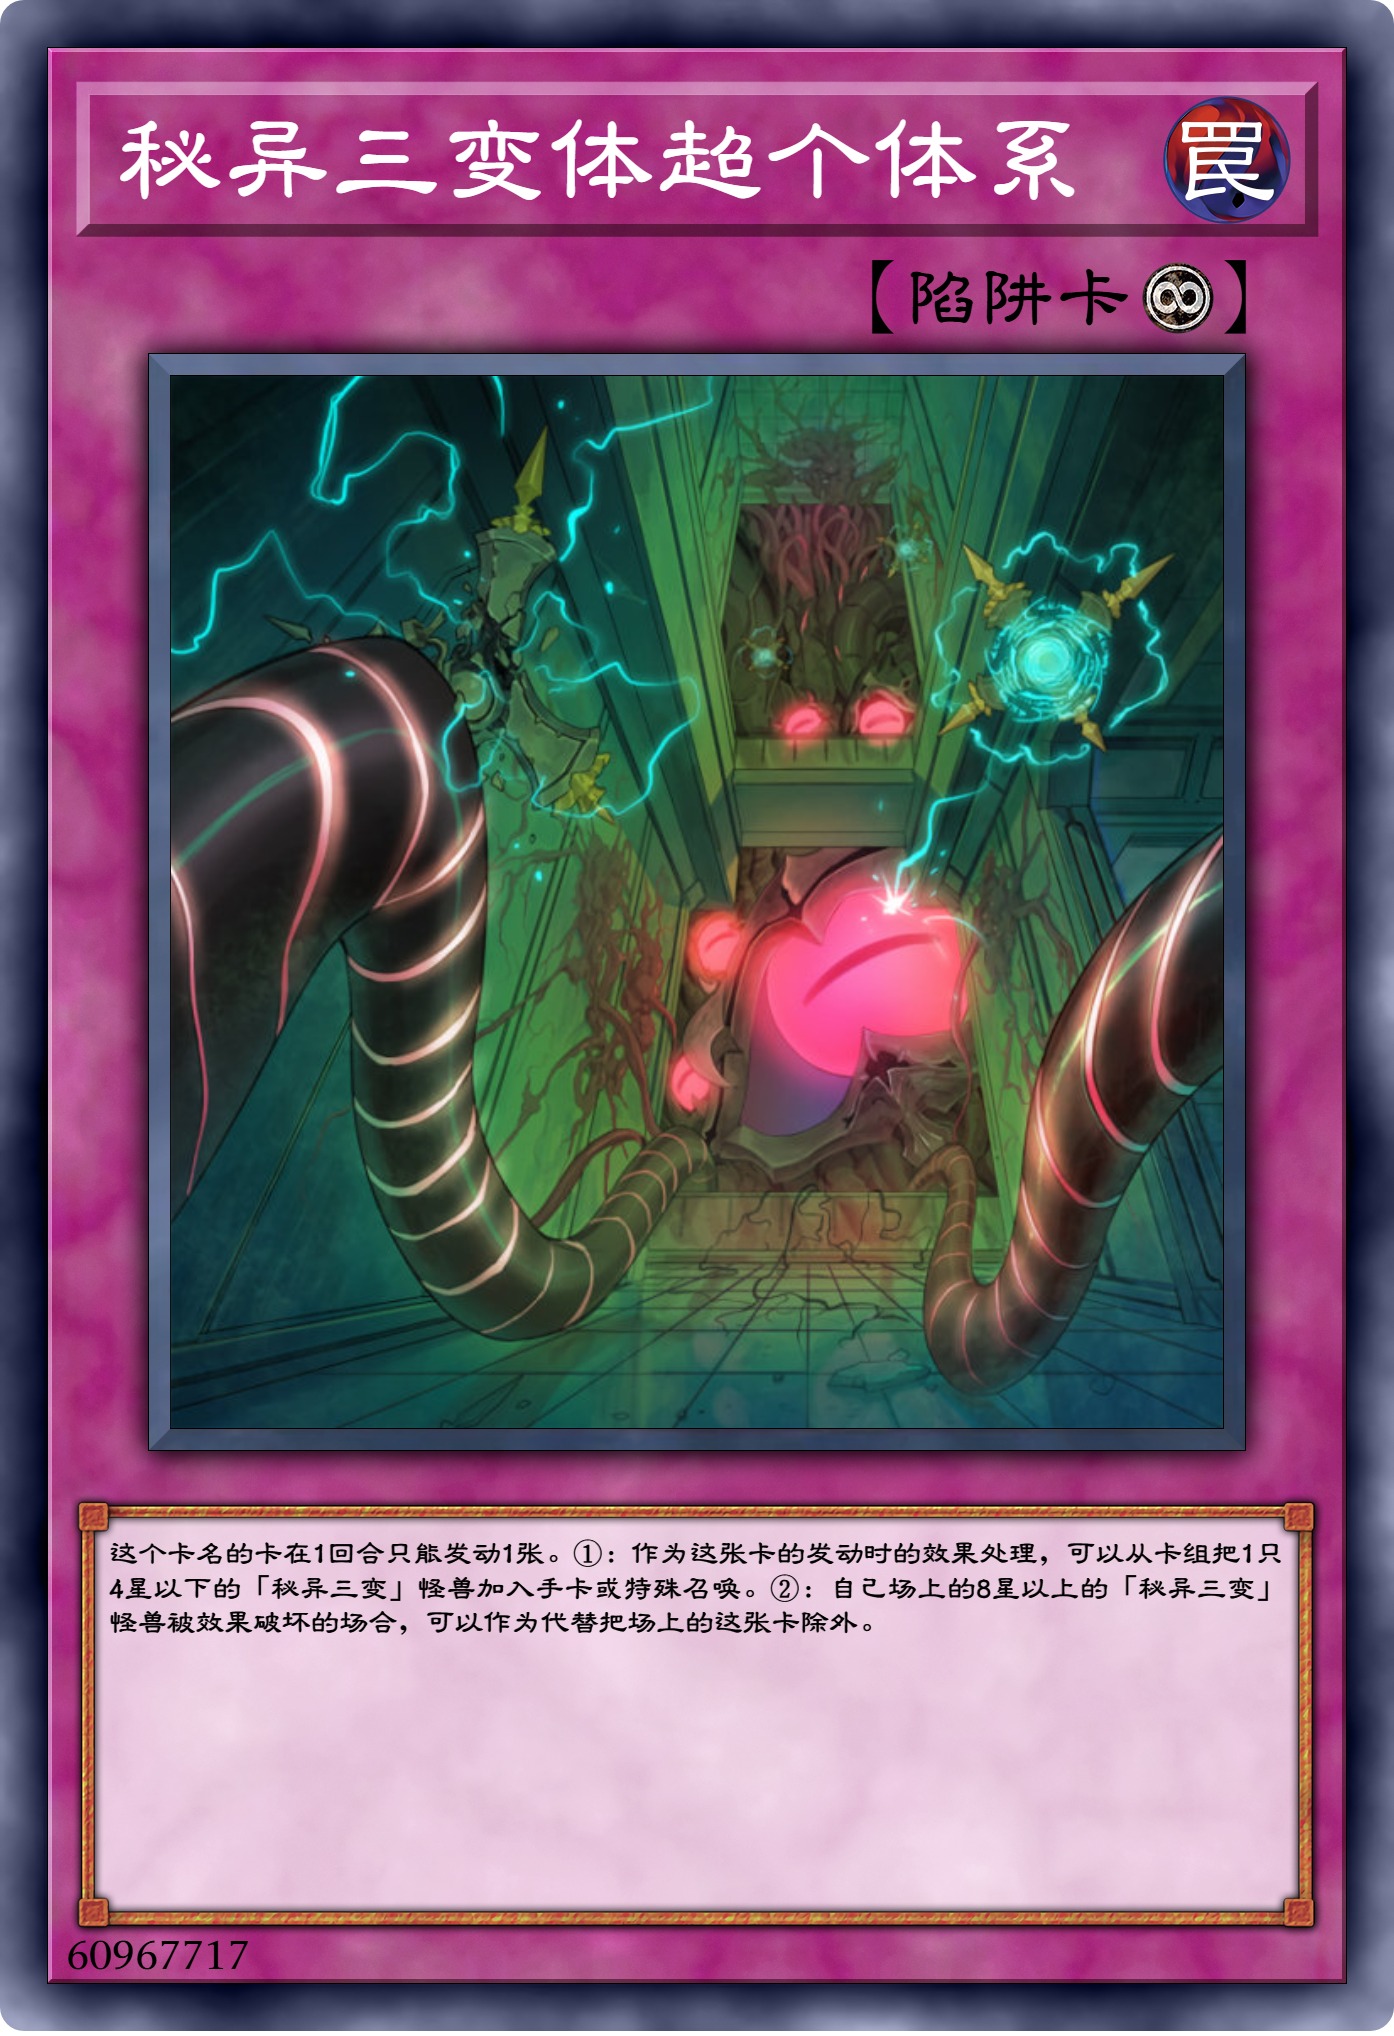 秘异三变体超个体系 罠
【陷阱卡】
这个卡名的卡在1回合只能发动1张。①：作为这张卡的发动时的效果处理，可以从卡组把1只
4星以下的「秘异三变」怪兽加入手卡或特殊召唤。②：自己场上的8星以上的「秘异三变」
怪兽被效果破坏的场合，可以作为代替把场上的这张卡除外。
60967717